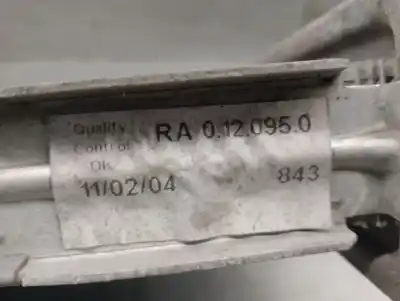 Quality RA 0.12.095.0
Control
Ok
11/02/04 843